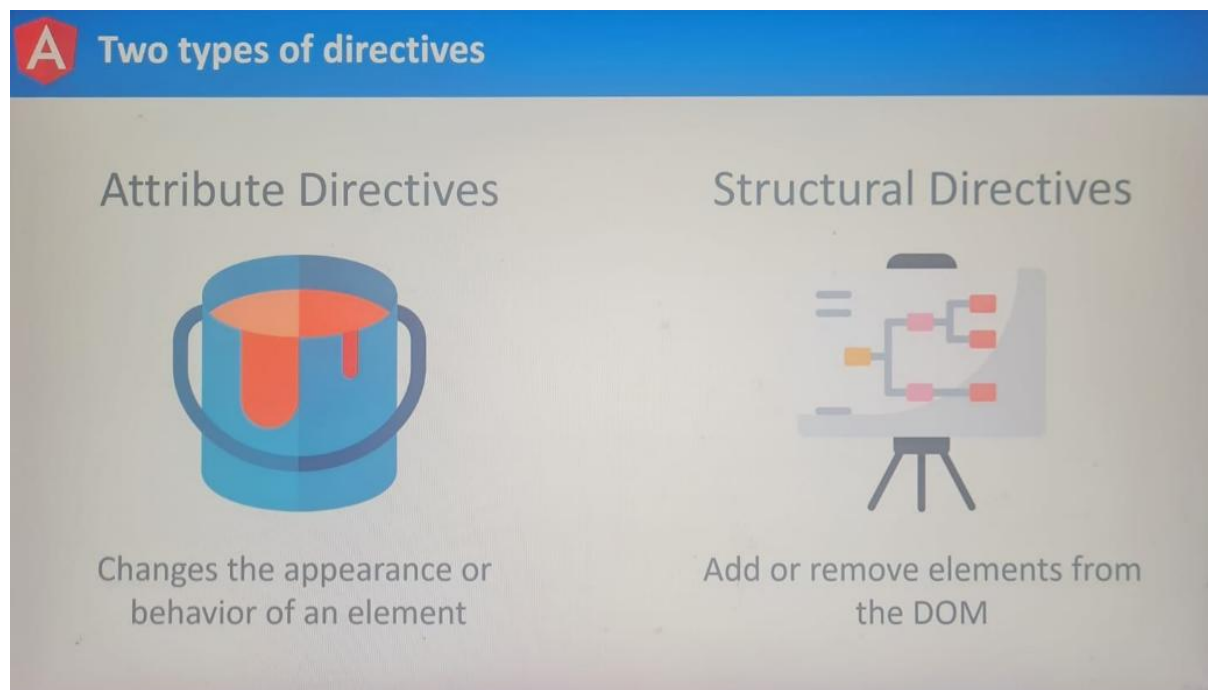 A
Two types of directives
Attribute Directives
Structural Directives
Changes the appearance or
behavior of an element
Add or remove elements from
the DOM